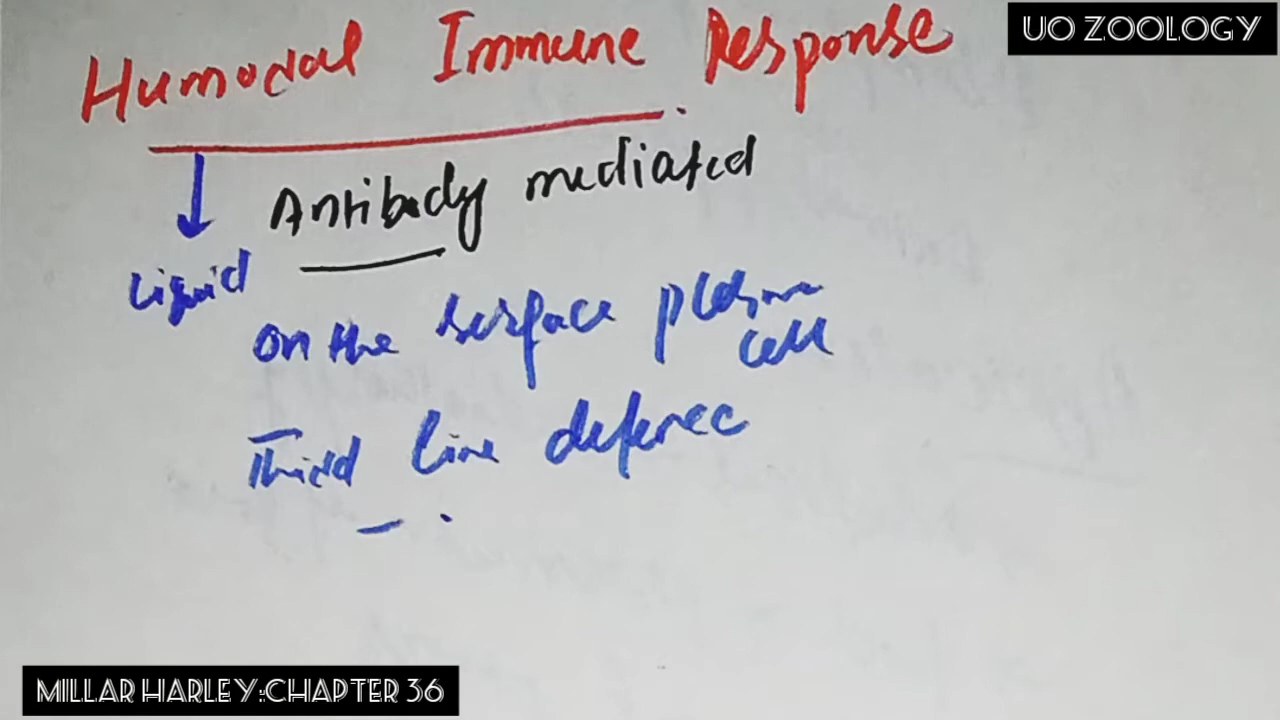 UO ZOOLOGY
Humoral Immune Response
Antibody mediated
Liquid
on the surface plasma
cell
Third line defence
MILLAR HARLEY:CHAPTER 36